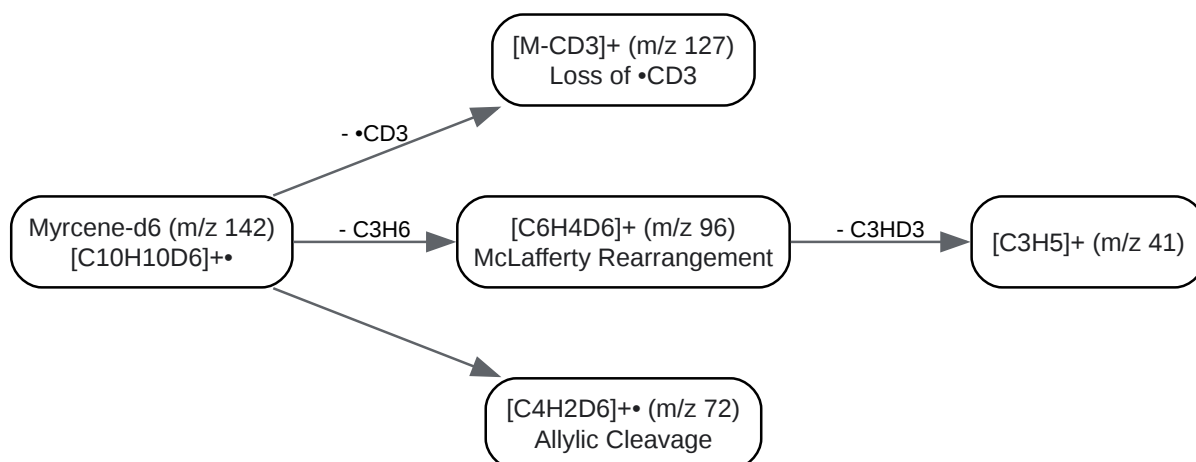 [M-CD3]+ (m/z 127)
Loss of •CD3
- •CD3
Myrcene-d6 (m/z 142)
[C10H10D6]+•
- C3H6
[C6H4D6]+ (m/z 96)
McLafferty Rearrangement
- C3HD3
[C3H5]+ (m/z 41)
[C4H2D6]+• (m/z 72)
Allylic Cleavage